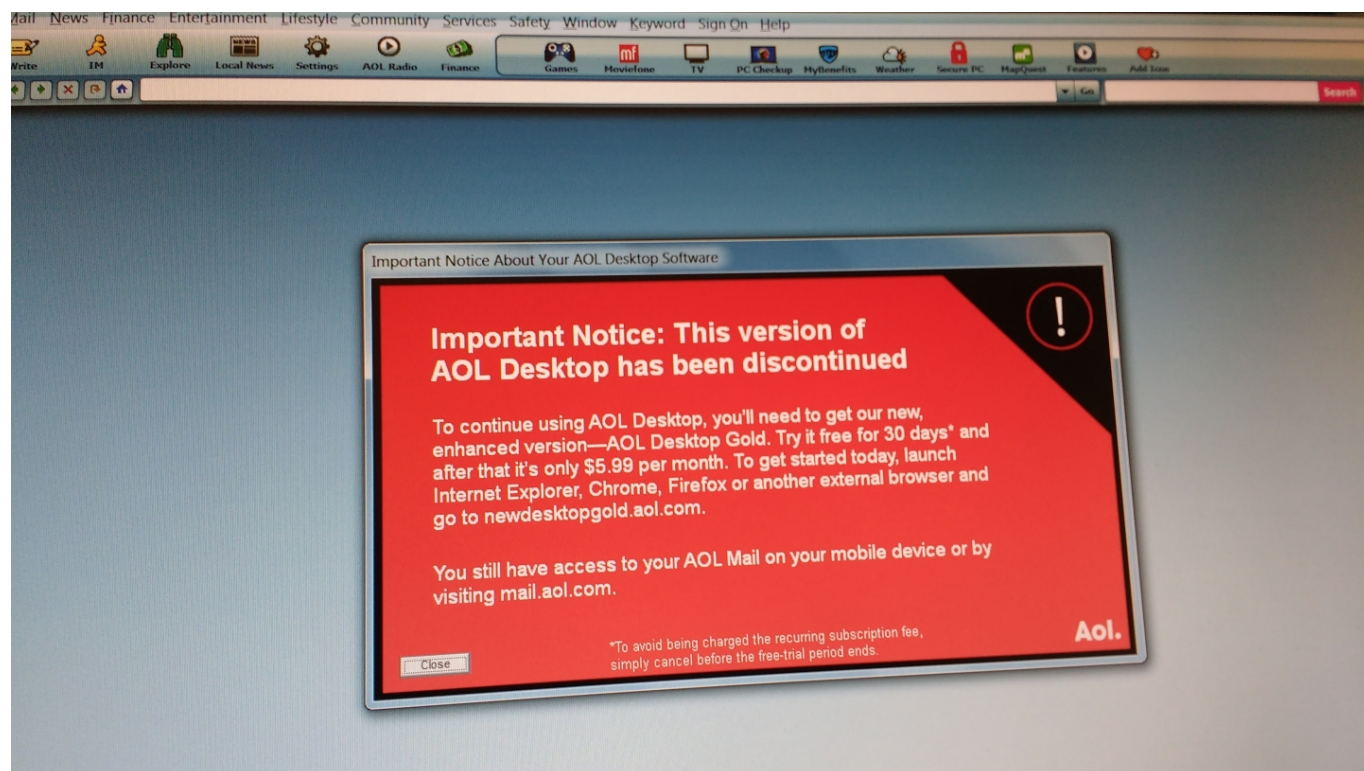 Mail News Finance Entertainment Lifestyle Community Services Safety Window Keyword Sign On Help
Write IM Explore Local News Settings AOL Radio Finance Games Moviefone TV PC Checkup MyBenefits Weather Secure PC MapQuest Features Add Icon
NEWS
mf
Go Search
Important Notice About Your AOL Desktop Software
Important Notice: This version of
AOL Desktop has been discontinued
!
To continue using AOL Desktop, you'll need to get our new,
enhanced version—AOL Desktop Gold. Try it free for 30 days* and
after that it's only $5.99 per month. To get started today, launch
Internet Explorer, Chrome, Firefox or another external browser and
go to newdesktopgold.aol.com.
You still have access to your AOL Mail on your mobile device or by
visiting mail.aol.com.
*To avoid being charged the recurring subscription fee,
simply cancel before the free-trial period ends.
Close
Aol.